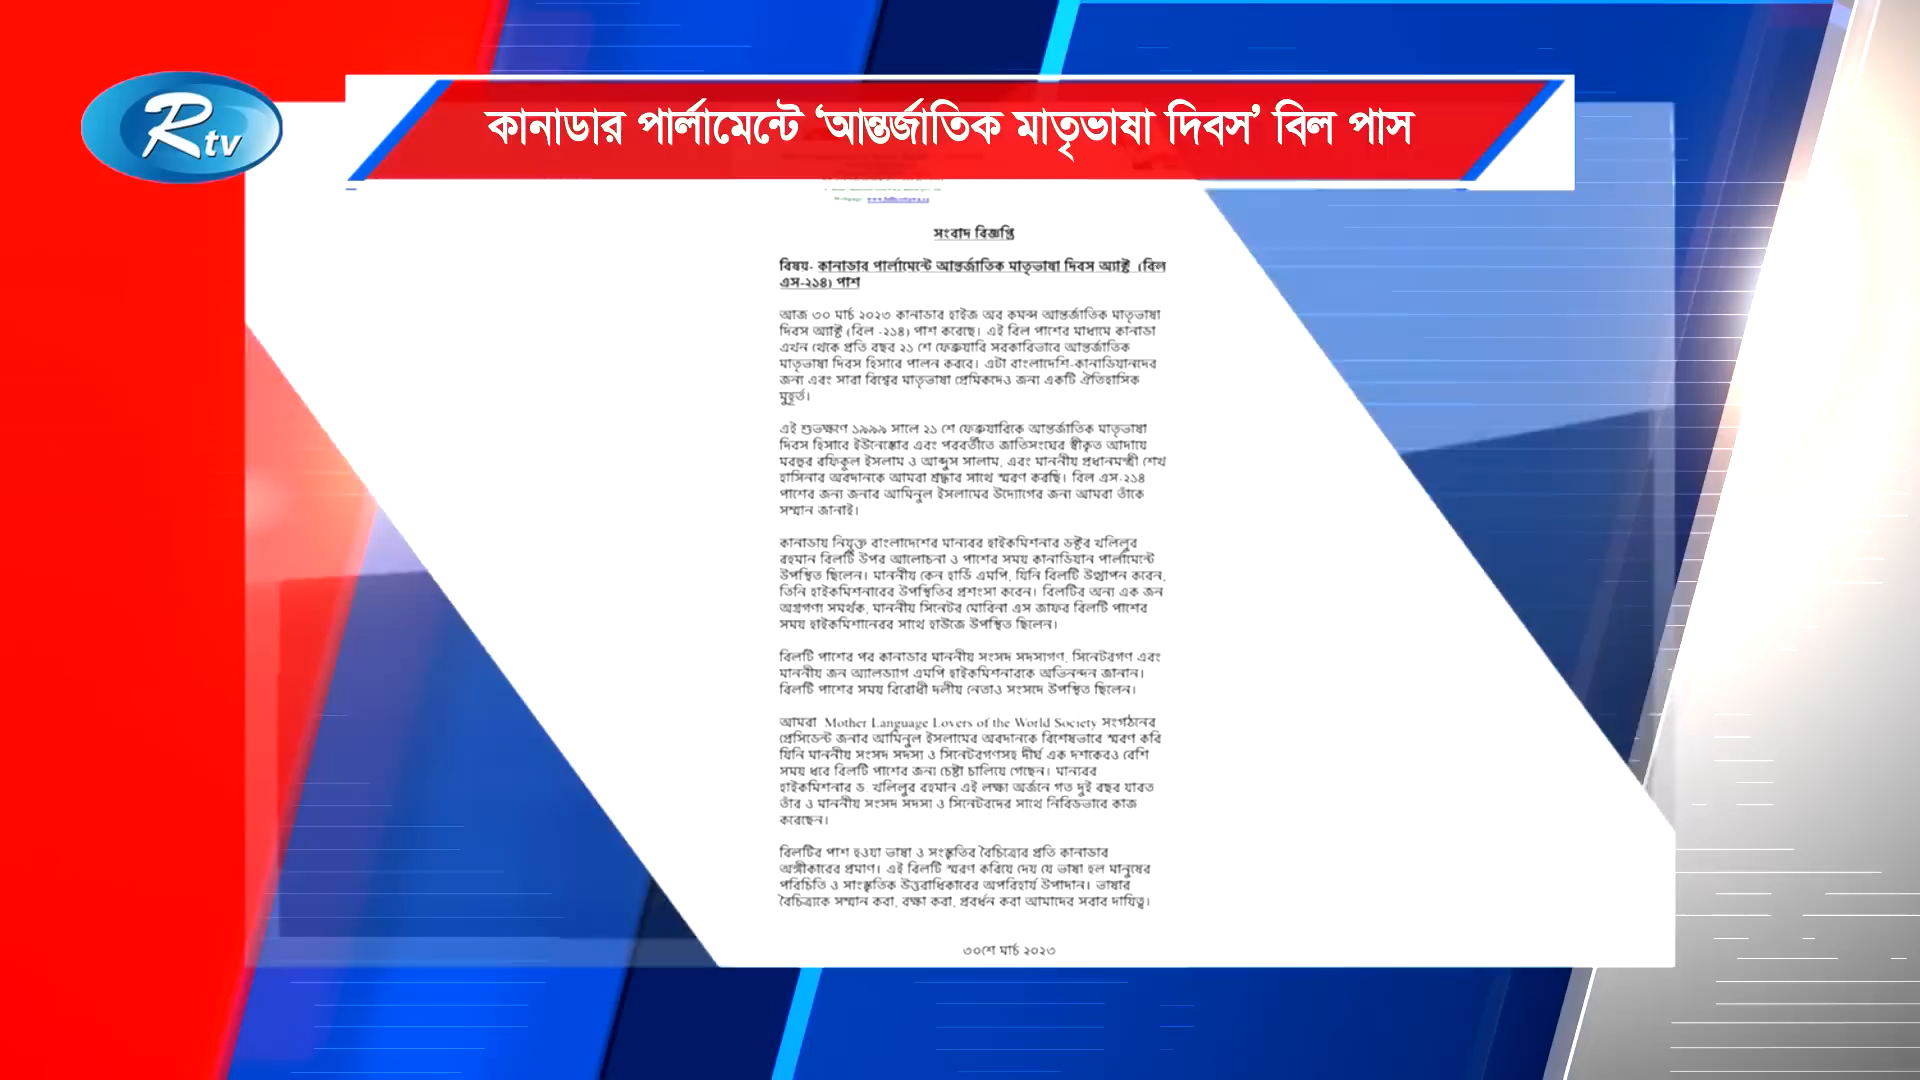 Rtv
কানাডার পার্লামেন্টে ‘আন্তর্জাতিক মাতৃভাষা দিবস’ বিল পাস
Webpage: www.bdhcottawa.ca
সংবাদ বিজ্ঞপ্তি
বিষয়- কানাডার পার্লামেন্টে আন্তর্জাতিক মাতৃভাষা দিবস অ্যাক্ট (বিল
এস-২১৪) পাশ
আজ ৩০ মার্চ ২০২৩ কানাডার হাইজ অব কমন্স আন্তর্জাতিক মাতৃভাষা
দিবস অ্যাক্ট (বিল -২১৪) পাশ করেছে। এই বিল পাশের মাধ্যমে কানাডা
এখন থেকে প্রতি বছর ২১ শে ফেব্রুয়ারি সরকারিভাবে আন্তর্জাতিক
মাতৃভাষা দিবস হিসাবে পালন করবে। এটা বাংলাদেশি-কানাডিয়ানদের
জন্য এবং সারা বিশ্বের মাতৃভাষা প্রেমিকদেও জন্য একটি ঐতিহাসিক
মুহূর্ত।
এই শুভক্ষণে ১৯৯৯ সালে ২১ শে ফেব্রুয়ারিকে আন্তর্জাতিক মাতৃভাষা
দিবস হিসাবে ইউনেস্কোর এবং পরবর্তীতে জাতিসংঘের স্বীকৃত আদায়ে
মরহুর রফিকুল ইসলাম ও আব্দুস সালাম, এবং মাননীয় প্রধানমন্ত্রী শেখ
হাসিনার অবদানকে আমরা শ্রদ্ধার সাথে স্মরণ করছি। বিল এস-২১৪
পাশের জন্য জনাব আমিনুল ইসলামের উদ্যোগের জন্য আমরা তাঁকে
সম্মান জানাই।
কানাডায় নিযুক্ত বাংলাদেশের মান্যবর হাইকমিশনার ডক্টর খলিলুর
রহমান বিলটি উপর আলোচনা ও পাশের সময় কানাডিয়ান পার্লামেন্টে
উপস্থিত ছিলেন। মাননীয় কেন হার্ডি এমপি, যিনি বিলটি উত্থাপন করেন,
তিনি হাইকমিশনারের উপস্থিতির প্রশংসা করেন। বিলটির অন্য এক জন
অগ্রগণ্য সমর্থক, মাননীয় সিনেটর মোবিনা এস জাফর বিলটি পাশের
সময় হাইকমিশানেরর সাথে হাউজে উপস্থিত ছিলেন।
বিলটি পাশের পর কানাডার মাননীয় সংসদ সদস্যগণ, সিনেটরগণ এবং
মাননীয় জন অ্যালড্যাগ এমপি হাইকমিশনারকে অভিনন্দন জানান।
বিলটি পাশের সময় বিরোধী দলীয় নেতাও সংসদে উপস্থিত ছিলেন।
আমরা Mother Language Lovers of the World Society সংগঠনের
প্রেসিডেন্ট জনাব আমিনুল ইসলামের অবদানকে বিশেষভাবে স্মরণ করি
যিনি মাননীয় সংসদ সদস্য ও সিনেটরগণসহ দীর্ঘ এক দশকেরও বেশি
সময় ধরে বিলটি পাশের জন্য চেষ্টা চালিয়ে গেছেন। মান্যবর
হাইকমিশনার ড. খলিলুর রহমান এই লক্ষ্য অর্জনে গত দুই বছর যাবত
তাঁর ও মাননীয় সংসদ সদস্য ও সিনেটরদের সাথে নিবিড়ভাবে কাজ
করেছেন।
বিলটির পাশ হওয়া ভাষা ও সংস্কৃতির বৈচিত্র্যের প্রতি কানাডার
অঙ্গীকারের প্রমাণ। এই বিলটি স্মরণ করিয়ে দেয় যে ভাষা হল মানুষের
পরিচিতি ও সাংস্কৃতিক উত্তরাধিকারের অপরিহার্য উপাদান। ভাষার
বৈচিত্র্যকে সম্মান করা, রক্ষা করা, প্রবর্ধন করা আমাদের সবার দায়িত্ব।
৩০শে মার্চ ২০২৩